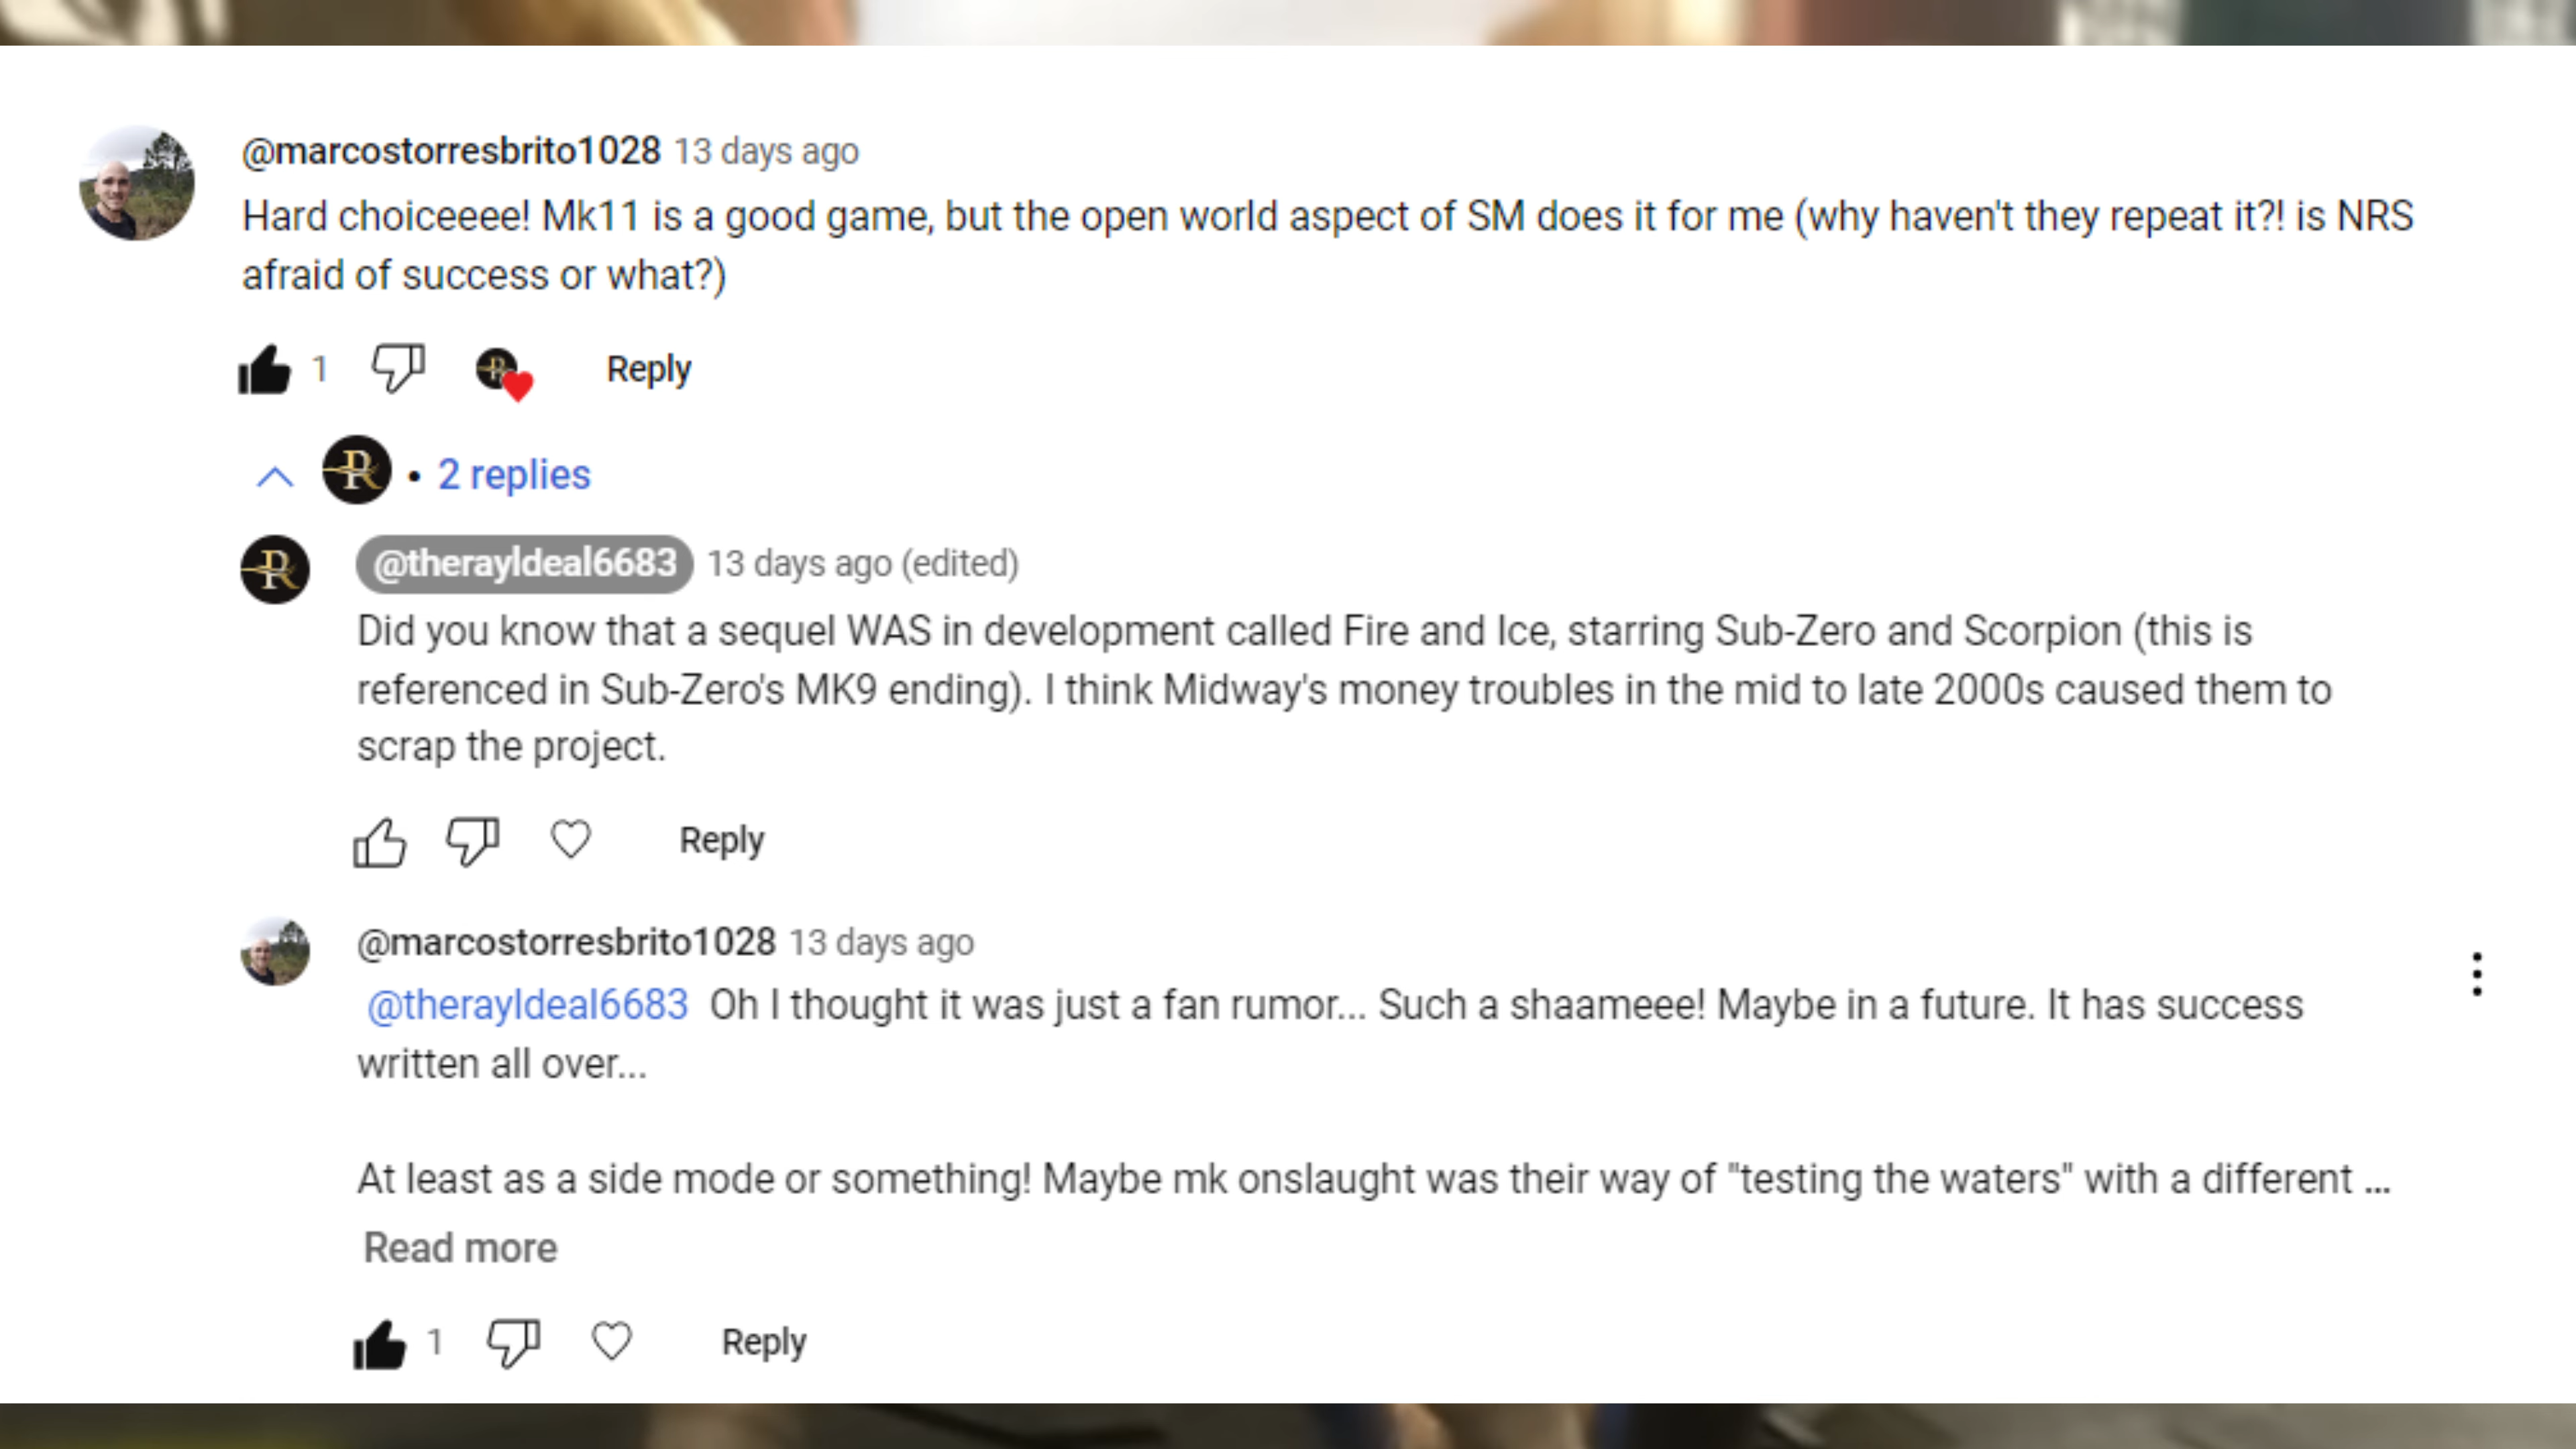 @marcostorresbrito1028 13 days ago
Hard choiceeee! Mk11 is a good game, but the open world aspect of SM does it for me (why haven't they repeat it?! is NRS
afraid of success or what?)
1 Reply
R • 2 replies
@therayIdeal6683 13 days ago (edited)
Did you know that a sequel WAS in development called Fire and Ice, starring Sub-Zero and Scorpion (this is
referenced in Sub-Zero's MK9 ending). I think Midway's money troubles in the mid to late 2000s caused them to
scrap the project.
Reply
@marcostorresbrito1028 13 days ago
@therayIdeal6683 Oh I thought it was just a fan rumor... Such a shaameee! Maybe in a future. It has success
written all over...
At least as a side mode or something! Maybe mk onslaught was their way of "testing the waters" with a different ...
Read more
1 Reply